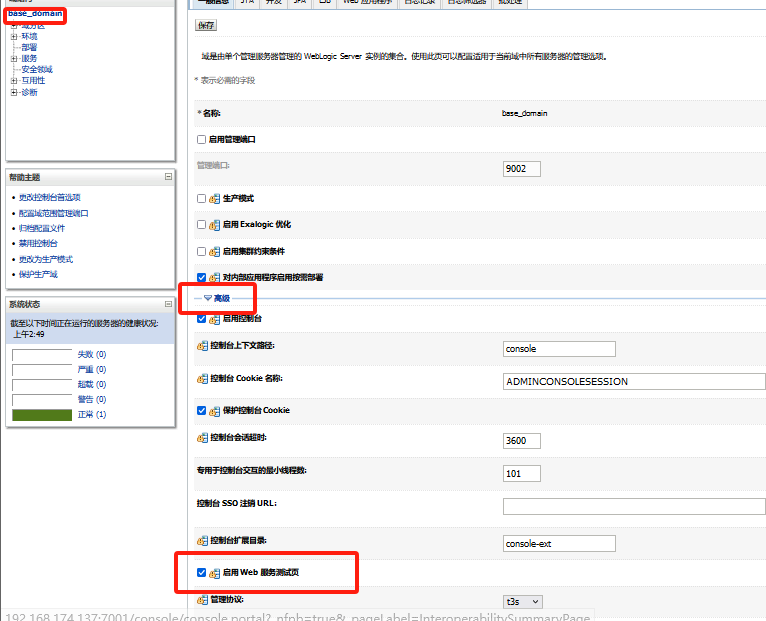 一般信息 JTA 并发 JPA EJB Web 应用程序 日志记录 日志筛选器 批处理
base_domain
域分区
环境
部署
服务
安全领域
互用性
诊断
帮助主题
更改控制台首选项
配置域范围管理端口
归档配置文件
禁用控制台
更改为生产模式
保护生产域
系统状态
截至以下时间正在运行的服务器的健康状况:
上午2:49
失败 (0)
严重 (0)
超载 (0)
警告 (0)
正常 (1)
保存
域是由单个管理服务器管理的 WebLogic Server 实例的集合。使用此页可以配置适用于当前域中所有服务器的管理选项。
* 表示必需的字段
* 名称: base_domain
启用管理端口
管理端口: 9002
生产模式
启用 Exalogic 优化
启用集群约束条件
对内部应用程序启用按需部署
高级
启用控制台
控制台上下文路径: console
控制台 Cookie 名称: ADMINCONSOLESESSION
保护控制台 Cookie
控制台会话超时: 3600
专用于控制台交互的最小线程数: 101
控制台 SSO 注销 URL:
控制台扩展目录: console-ext
启用 Web 服务测试页
管理协议: t3s
192.168.174.137:7001/console/console.portal?_nfpb=true&_pageLabel=InteroperabilitySummaryPage